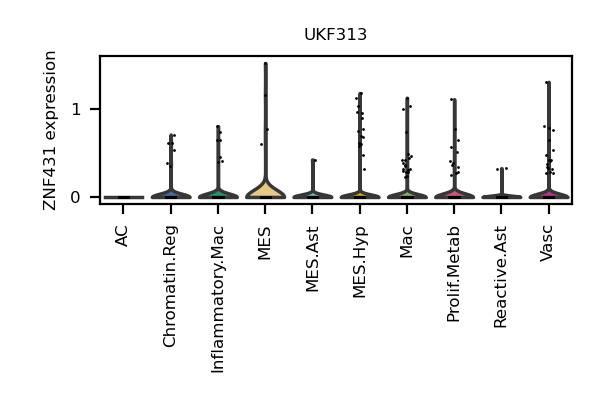 UKF313
ZNF431 expression
1
0
AC
Chromatin.Reg
Inflammatory.Mac
MES
MES.Ast
MES.Hyp
Mac
Prolif.Metab
Reactive.Ast
Vasc